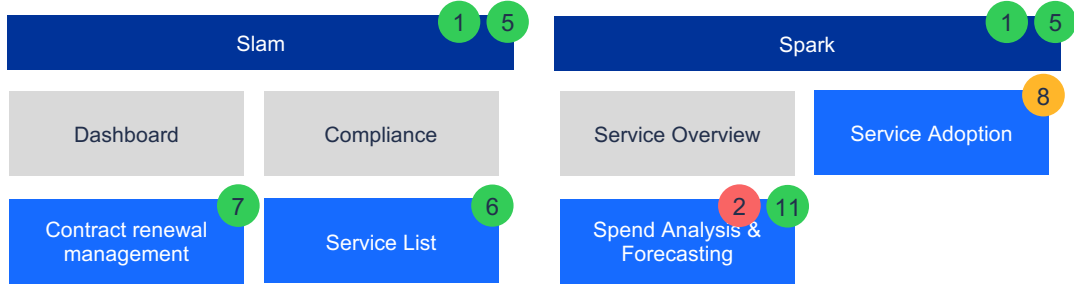 1
5
Slam
1
5
Spark
Dashboard
Compliance
Service Overview
8
Service Adoption
7
Contract renewal
management
6
Service List
2
11
Spend Analysis &
Forecasting